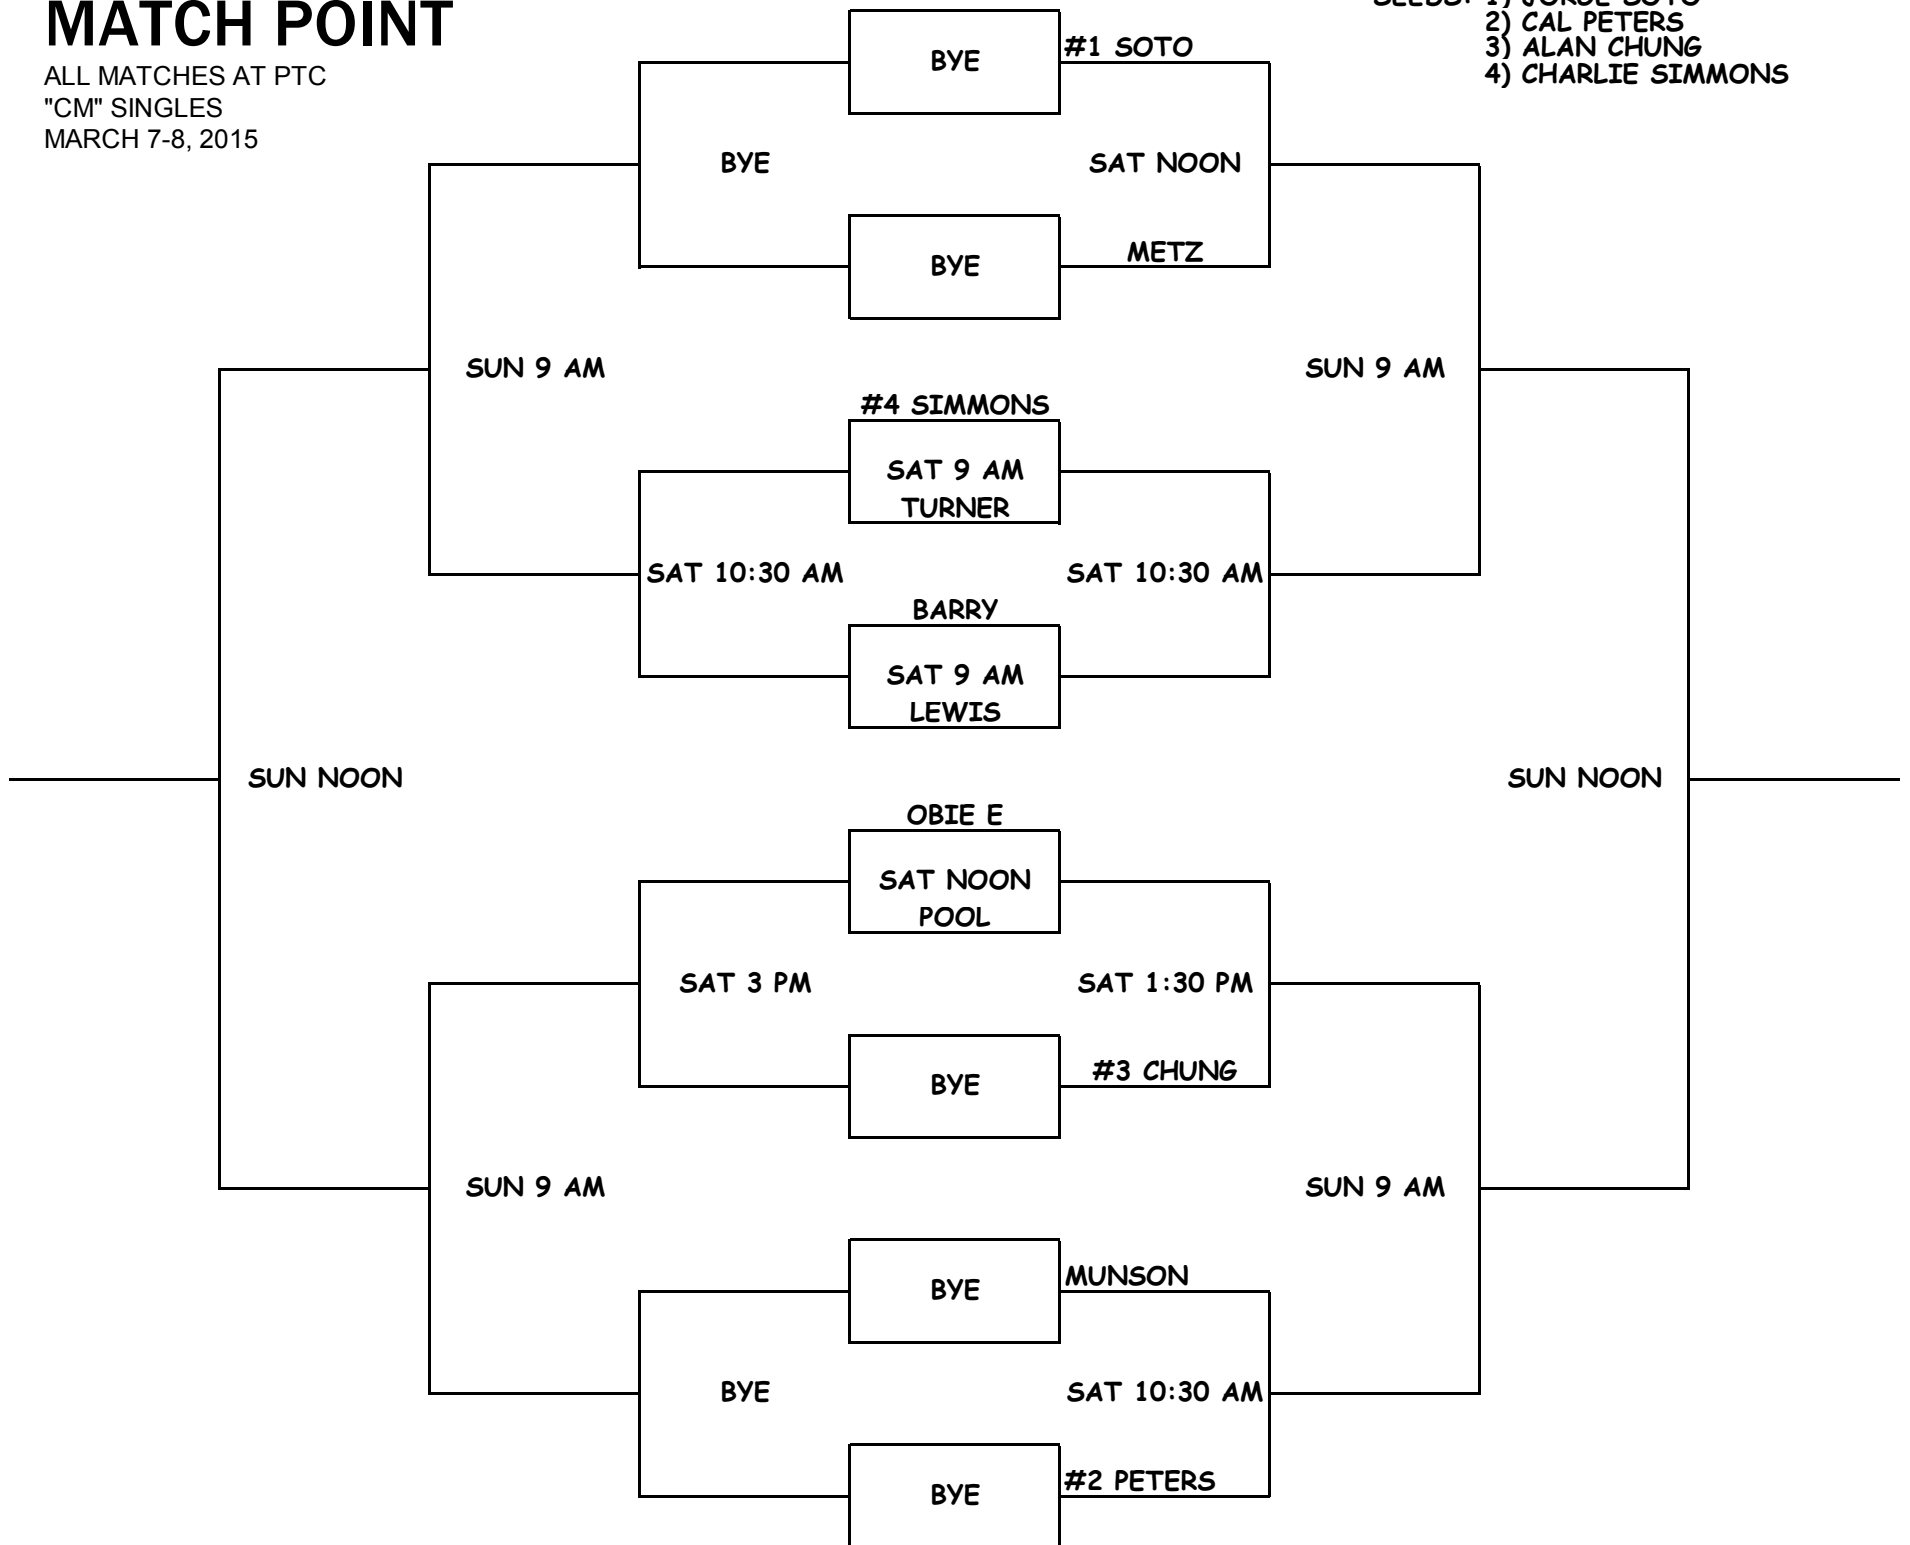 MATCH POINT
ALL MATCHES AT PTC
"CM" SINGLES
MARCH 7-8, 2015
SEEDS: 1) JORGE SOTO
2) CAL PETERS
3) ALAN CHUNG
4) CHARLIE SIMMONS
BYE
#1 SOTO
BYE
SAT NOON
BYE
METZ
SUN 9 AM
SUN 9 AM
#4 SIMMONS
SAT 9 AM
TURNER
SAT 10:30 AM
SAT 10:30 AM
BARRY
SAT 9 AM
LEWIS
SUN NOON
SUN NOON
OBIE E
SAT NOON
POOL
SAT 3 PM
SAT 1:30 PM
BYE
#3 CHUNG
SUN 9 AM
SUN 9 AM
BYE
MUNSON
BYE
SAT 10:30 AM
BYE
#2 PETERS